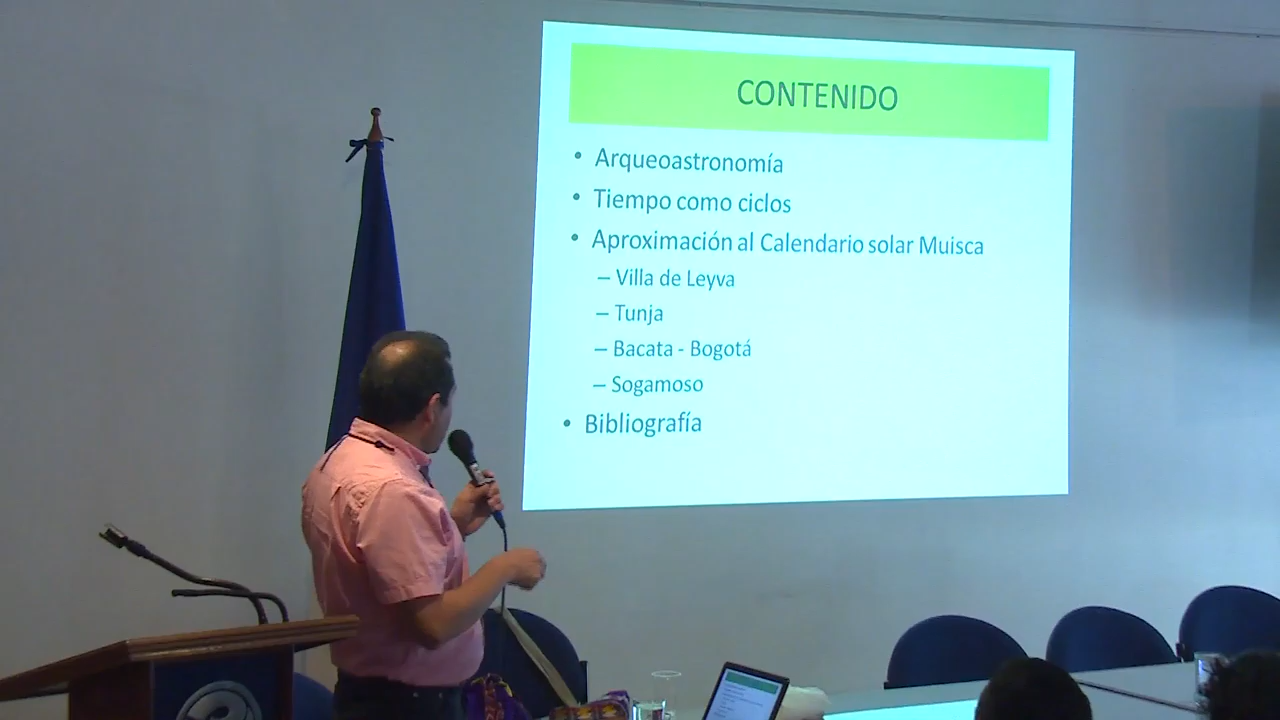 CONTENIDO
• Arqueoastronomía
• Tiempo como ciclos
• Aproximación al Calendario solar Muisca
– Villa de Leyva
– Tunja
– Bacata - Bogotá
– Sogamoso
• Bibliografía